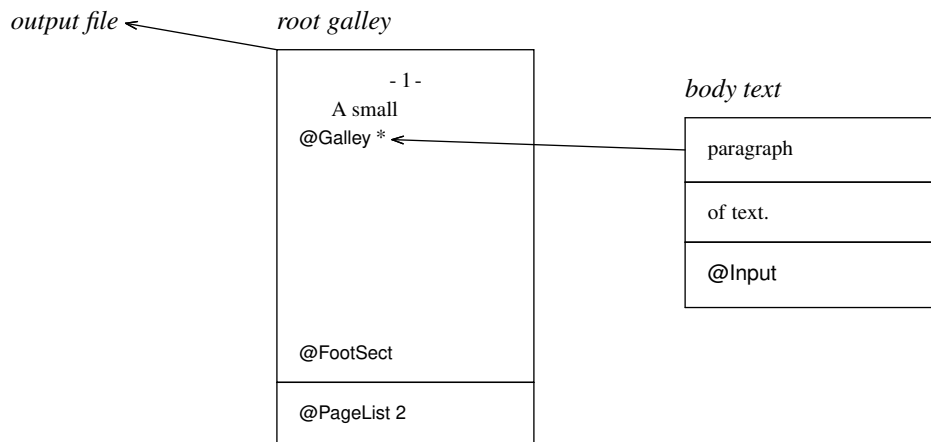 output file
root galley
- 1 -
A small
@Galley *
@FootSect
@PageList 2
body text
paragraph
of text.
@Input